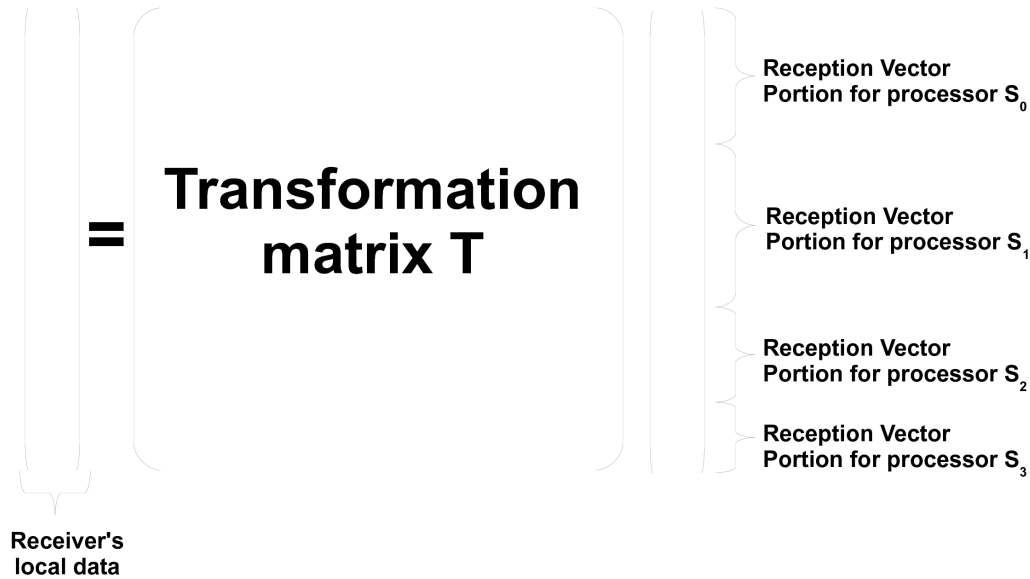 Reception Vector
Portion for processor S0
=
Transformation
matrix T
Reception Vector
Portion for processor S1
Reception Vector
Portion for processor S2
Reception Vector
Portion for processor S3
Receiver's
local data